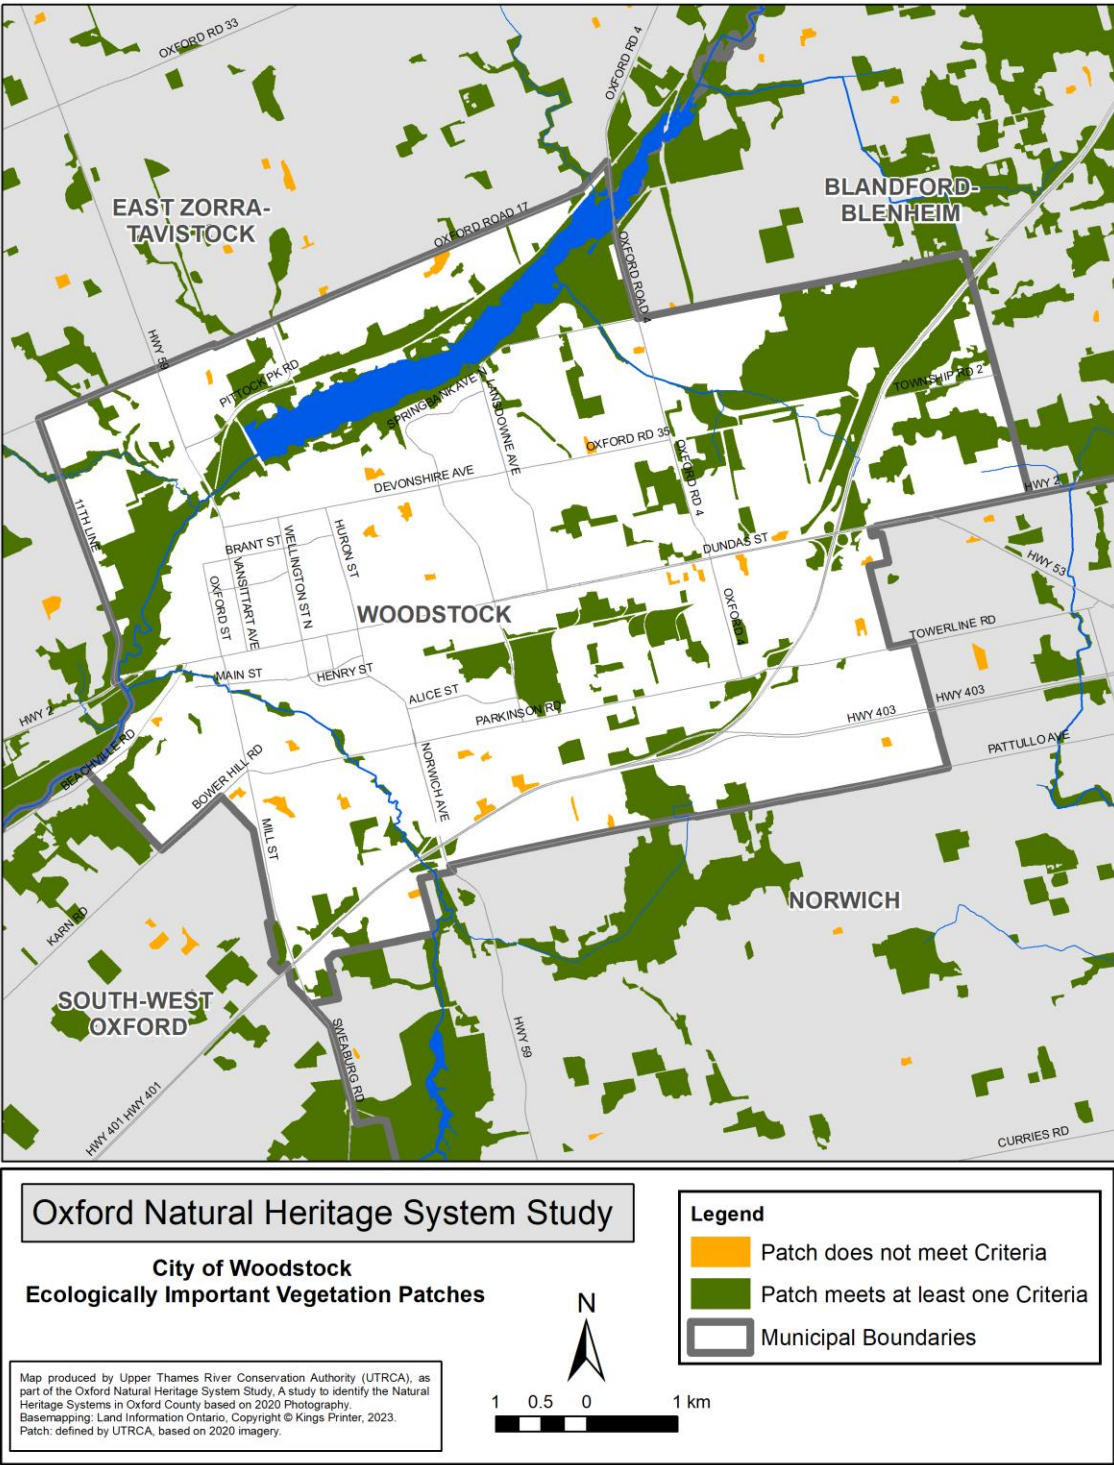 OXFORD RD 33
OXFORD RD 4
EAST ZORRA-
TAVISTOCK
BLANDFORD-
BLENHEIM
OXFORD ROAD 17
OXFORD ROAD 4
HWY 59
PITTOCK PK RD
SPRINGBANK AVE N
LANSDOWNE AVE
TOWNSHIP RD 2
OXFORD RD 35
DEVONSHIRE AVE
OXFORD RD 4
HWY 2
11TH LINE
BRANT ST
WELLINGTON ST N
HURON ST
VANSITTART AVE
OXFORD ST
DUNDAS ST
HWY 53
WOODSTOCK
OXFORD 4
TOWERLINE RD
MAIN ST
HENRY ST
ALICE ST
PARKINSON RD
HWY 403
HWY 403
HWY 2
BEACHVILLE RD
BOWER HILL RD
NORWICH AVE
PATTULLO AVE
MILL ST
KARN RD
NORWICH
SOUTH-WEST
OXFORD
SWEABURG RD
HWY 59
HWY 401 HWY 401
CURRIES RD
Oxford Natural Heritage System Study
City of Woodstock
Ecologically Important Vegetation Patches
Map produced by Upper Thames River Conservation Authority (UTRCA), as
part of the Oxford Natural Heritage System Study, A study to identify the Natural
Heritage Systems in Oxford County based on 2020 Photography.
Basemapping: Land Information Ontario, Copyright © Kings Printer, 2023.
Patch: defined by UTRCA, based on 2020 imagery.
N
1 0.5 0 1 km
Legend
Patch does not meet Criteria
Patch meets at least one Criteria
Municipal Boundaries